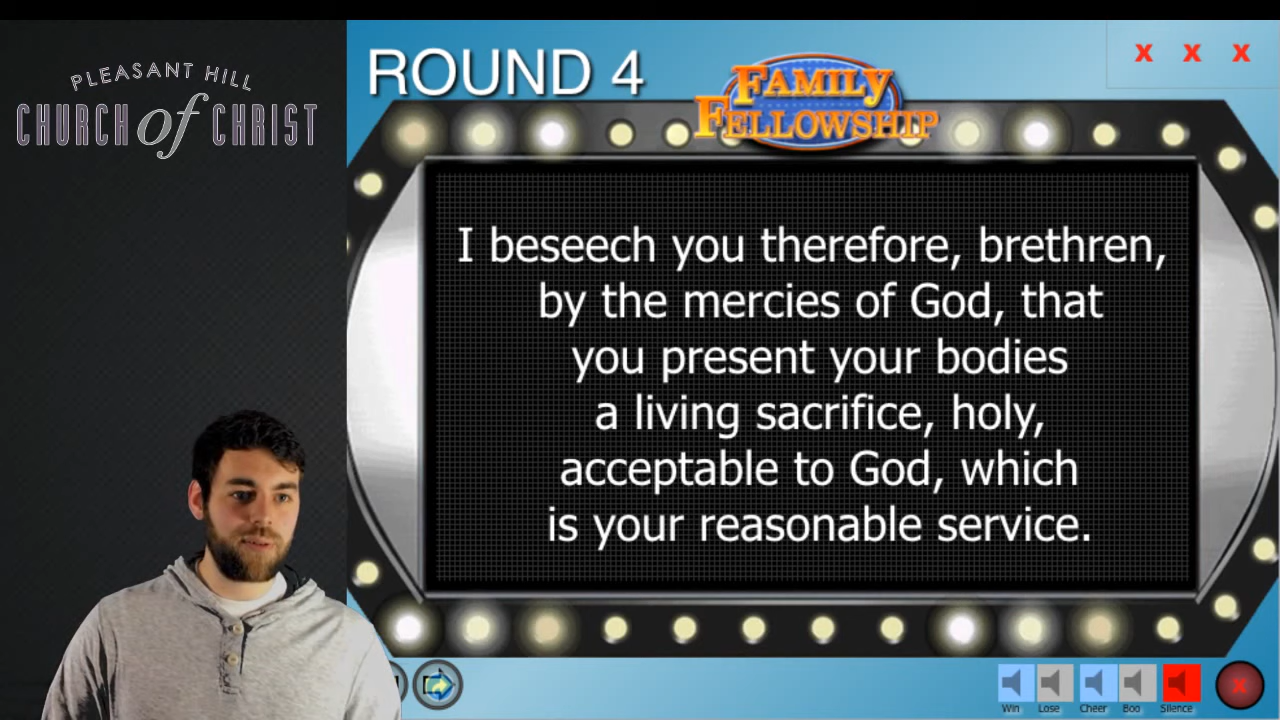 PLEASANT HILL
CHURCH of CHRIST
ROUND 4
FAMILY
FELLOWSHIP
X X X
I beseech you therefore, brethren,
by the mercies of God, that
you present your bodies
a living sacrifice, holy,
acceptable to God, which
is your reasonable service.
Win Lose Cheer Boo Silence
X